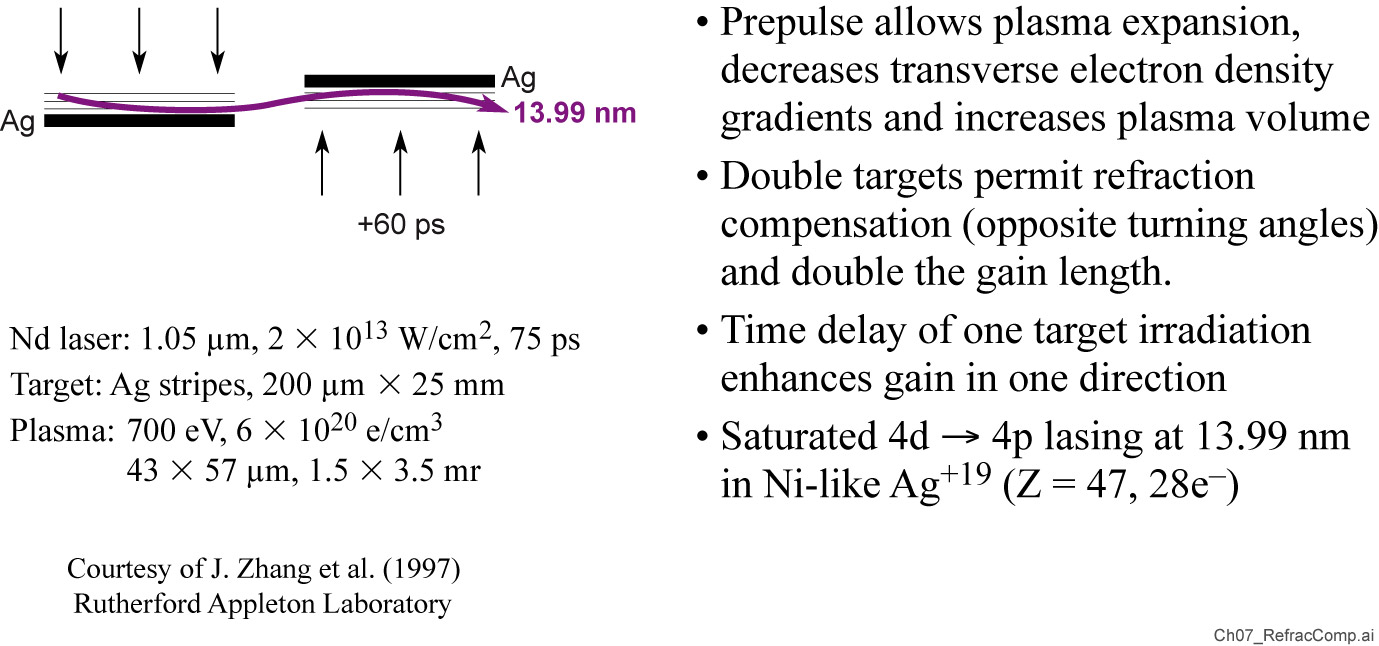 Ag
Ag
13.99 nm
+60 ps
Nd laser: 1.05 µm, 2 × 10¹³ W/cm², 75 ps
Target: Ag stripes, 200 µm × 25 mm
Plasma: 700 eV, 6 × 10²⁰ e/cm³
43 × 57 µm, 1.5 × 3.5 mr
Courtesy of J. Zhang et al. (1997)
Rutherford Appleton Laboratory
• Prepulse allows plasma expansion,
decreases transverse electron density
gradients and increases plasma volume
• Double targets permit refraction
compensation (opposite turning angles)
and double the gain length.
• Time delay of one target irradiation
enhances gain in one direction
• Saturated 4d → 4p lasing at 13.99 nm
in Ni-like Ag⁺¹⁹ (Z = 47, 28e⁻)
Ch07_RefracComp.ai